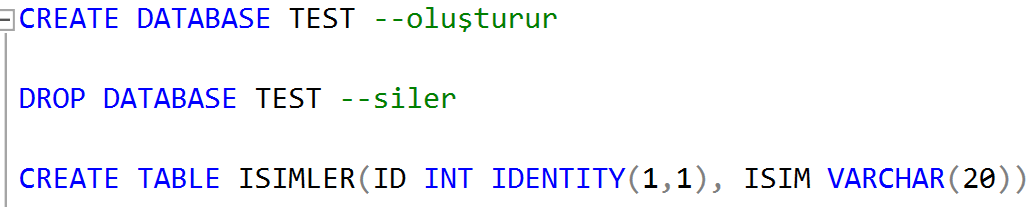 CREATE DATABASE TEST --oluşturur
DROP DATABASE TEST --siler
CREATE TABLE ISIMLER(ID INT IDENTITY(1,1), ISIM VARCHAR(20))